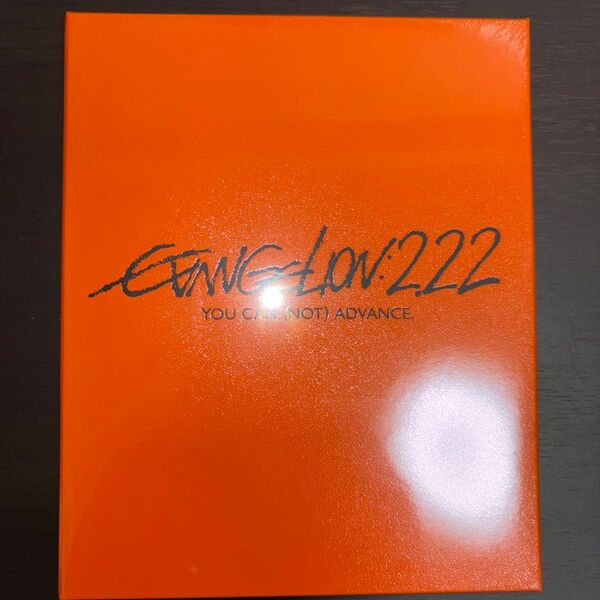 EVANGELION:2.22
YOU CAN (NOT) ADVANCE.